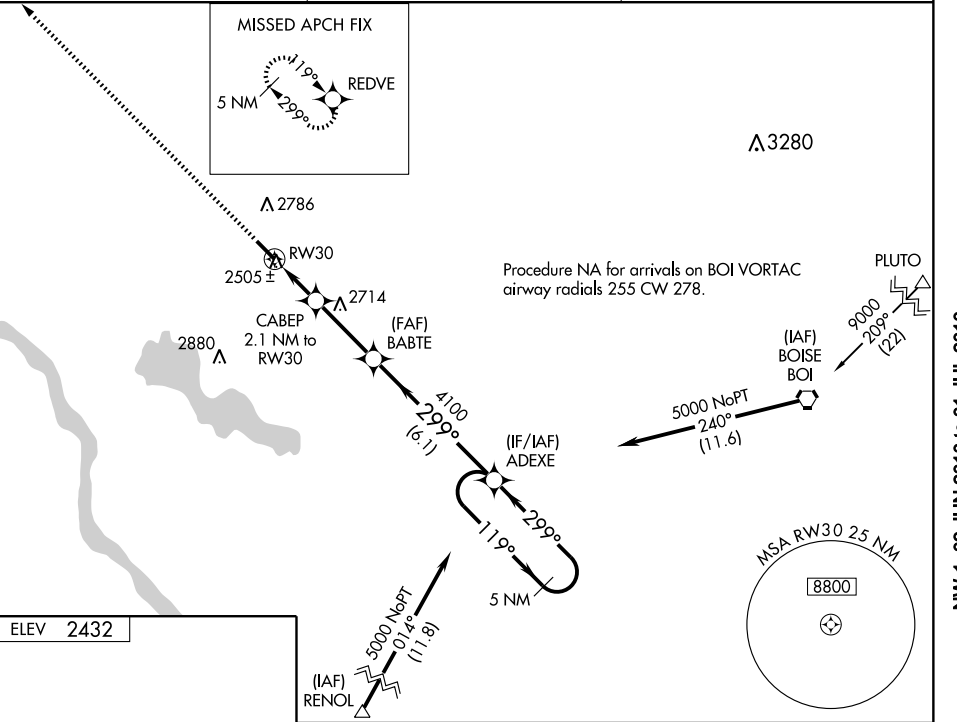 MISSED APCH FIX
119°
REDVE
5 NM
299°
3280
2786
RW30
2505 ±
Procedure NA for arrivals on BOI VORTAC
airway radials 255 CW 278.
PLUTO
2714
CABEP
2.1 NM to
RW30
(FAF)
BABTE
2880
9000
209°
(22)
(IAF)
BOISE
BOI
4100
299°
(6.1)
5000 NoPT
240°
(11.6)
(IF/IAF)
ADEXE
299°
119°
5 NM
MSA RW30 25 NM
8800
5000 NoPT
014°
(11.8)
ELEV 2432
(IAF)
RENOL